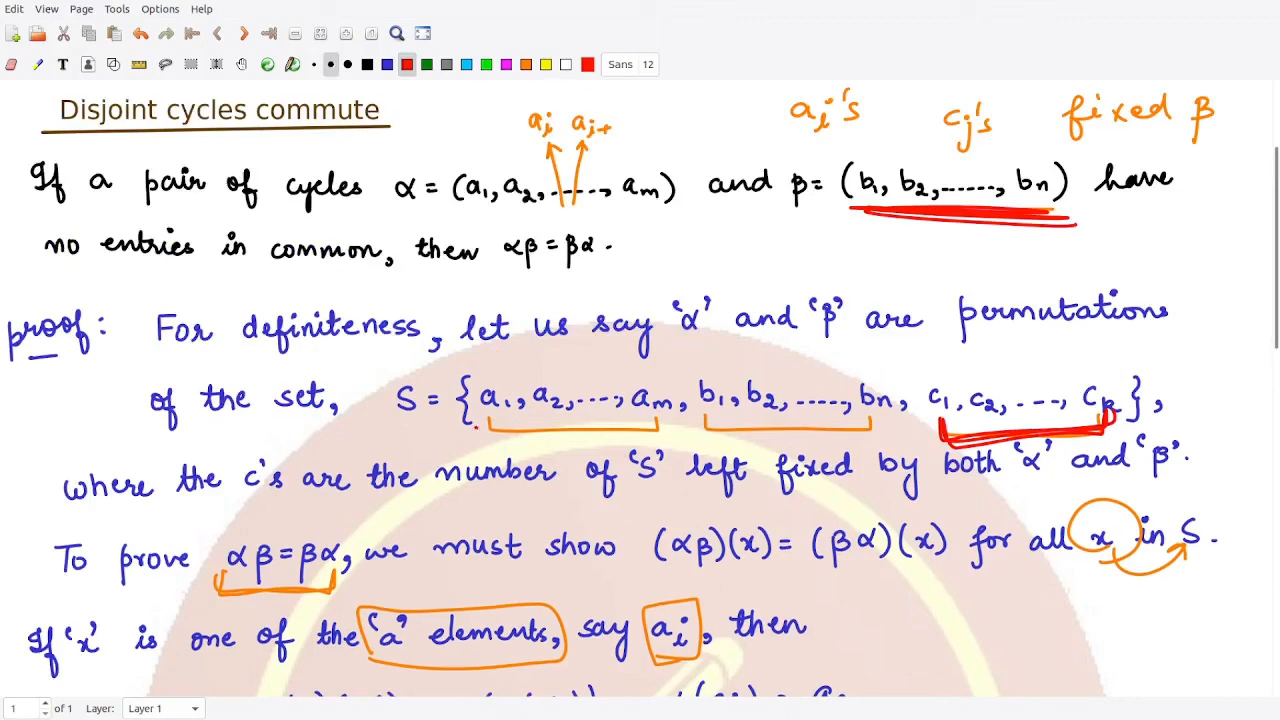 Edit View Page Tools Options Help
Sans 12
Disjoint cycles commute
aᵢ's cⱼ's fixed β
aᵢ aᵢ₊
If a pair of cycles α = (a₁, a₂, ....., aₘ) and β = (b₁, b₂, ......, bₙ) have
no entries in common, then αβ = βα.
proof: For definiteness, let us say 'α' and 'β' are permutations
of the set, S = {a₁, a₂, ...., aₘ, b₁, b₂, ....., bₙ, c₁, c₂, ...., cₖ},
where the c's are the number of 'S' left fixed by both 'α' and 'β'.
To prove αβ = βα, we must show (αβ)(x) = (βα)(x) for all x in S.
If 'x' is one of the 'a' elements, say aᵢ, then
1 of 1 Layer: Layer 1